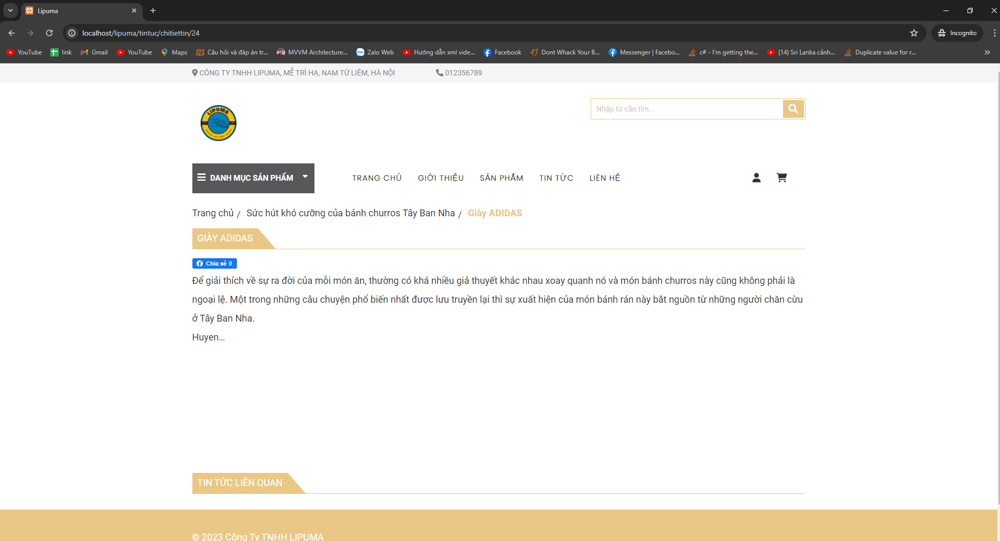 Lipuma
localhost/lipuma/tintuc/chitiettin/24
Incognito
YouTube link Gmail YouTube Maps Câu hỏi và đáp án tr... MVVM Architecture... Zalo Web Hướng dẫn xml vide... Facebook Dont Whack Your B... Messenger | Facebo... c# - I'm getting the... (14) Sri Lanka cảnh... Duplicate value for r...
CÔNG TY TNHH LIPUMA, MỄ TRÌ HẠ, NAM TỪ LIÊM, HÀ NỘI 012356789
LIPUMA
Nhập từ cần tìm...
DANH MỤC SẢN PHẨM TRANG CHỦ GIỚI THIỆU SẢN PHẨM TIN TỨC LIÊN HỆ
Trang chủ / Sức hút khó cưỡng của bánh churros Tây Ban Nha / Giày ADIDAS
GIÀY ADIDAS
Chia sẻ 0
Để giải thích về sự ra đời của mỗi món ăn, thường có khá nhiều giả thuyết khác nhau xoay quanh nó và món bánh churros này cũng không phải là
ngoại lệ. Một trong những câu chuyện phổ biến nhất được lưu truyền lại thì sự xuất hiện của món bánh rán này bắt nguồn từ những người chăn cừu
ở Tây Ban Nha.
Huyen...
TIN TỨC LIÊN QUAN
© 2023 Công Ty TNHH LIPUMA